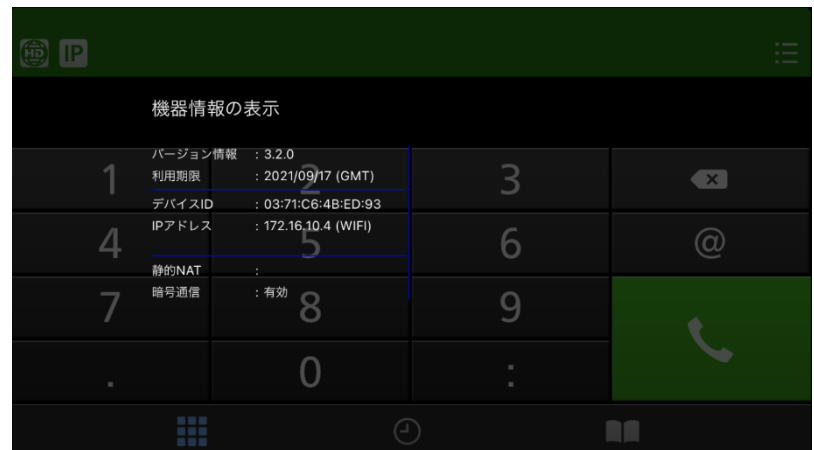 HD IP
機器情報の表示
バージョン情報 : 3.2.0
利用期限 : 2021/09/17 (GMT)
デバイスID : 03:71:C6:4B:ED:93
IPアドレス : 172.16.10.4 (WIFI)
静的NAT :
暗号通信 : 有効
1 2 3
4 5 6 @
7 8 9
. 0 :